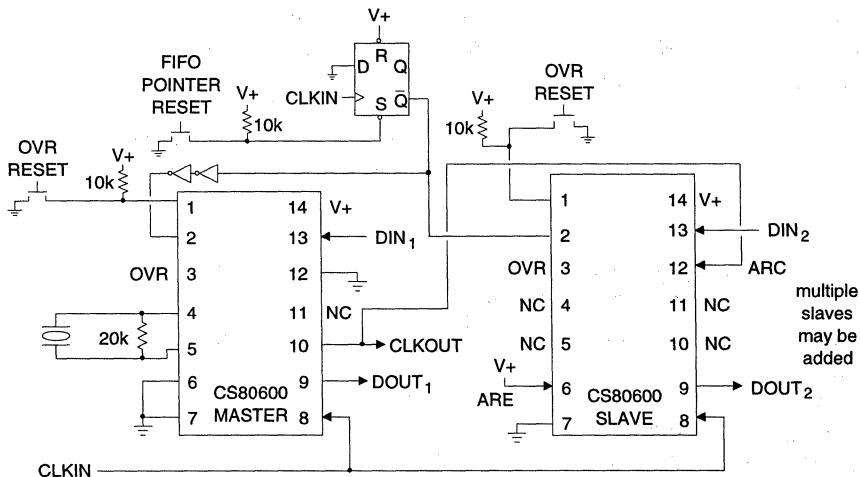 V+
R
D
Q
CLKIN
Q
S
FIFO
POINTER
RESET
V+
10k
OVR
RESET
V+
10k
OVR
RESET
V+
10k
1
14
V+
2
13
DIN1
OVR
3
12
4
11
NC
20k
5
10
CLKOUT
6
CS80600
9
DOUT1
7
MASTER
8
CLKIN
1
14
V+
2
13
DIN2
OVR
3
12
ARC
NC
4
11
NC
NC
5
10
NC
multiple
slaves
may be
added
V+
ARE
6
CS80600
9
DOUT2
7
SLAVE
8